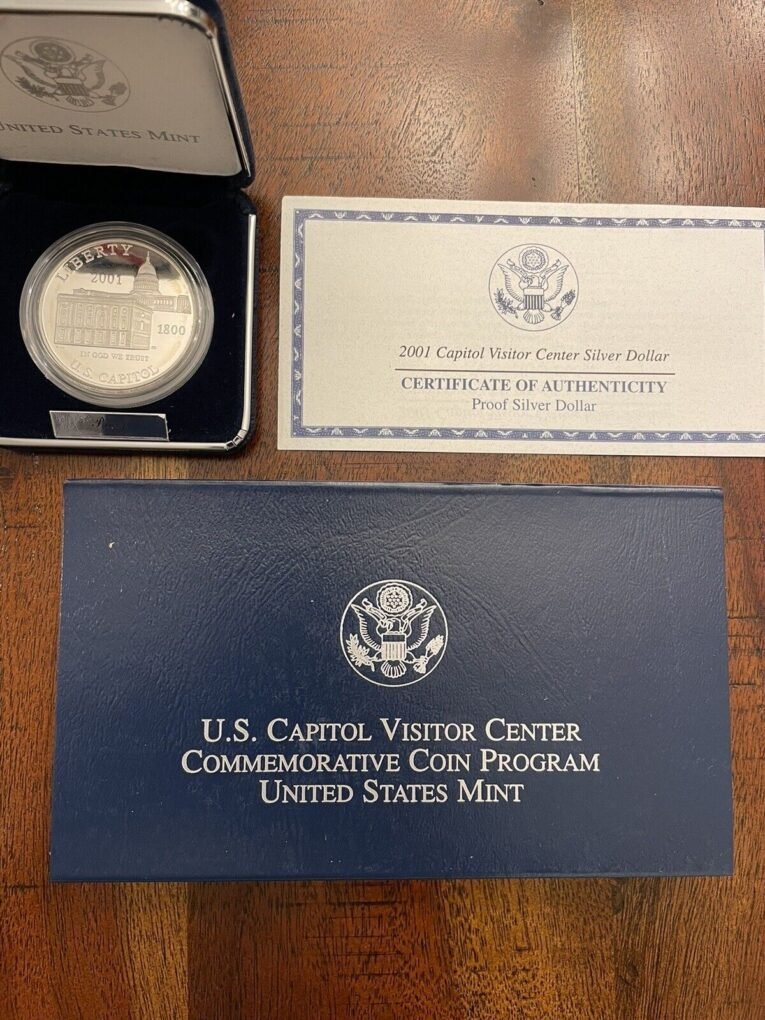 UNITED STATES MINT
LIBERTY
2001
1800
IN GOD WE TRUST
U.S. CAPITOL
2001 Capitol Visitor Center Silver Dollar
CERTIFICATE OF AUTHENTICITY
Proof Silver Dollar
U.S. CAPITOL VISITOR CENTER
COMMEMORATIVE COIN PROGRAM
UNITED STATES MINT